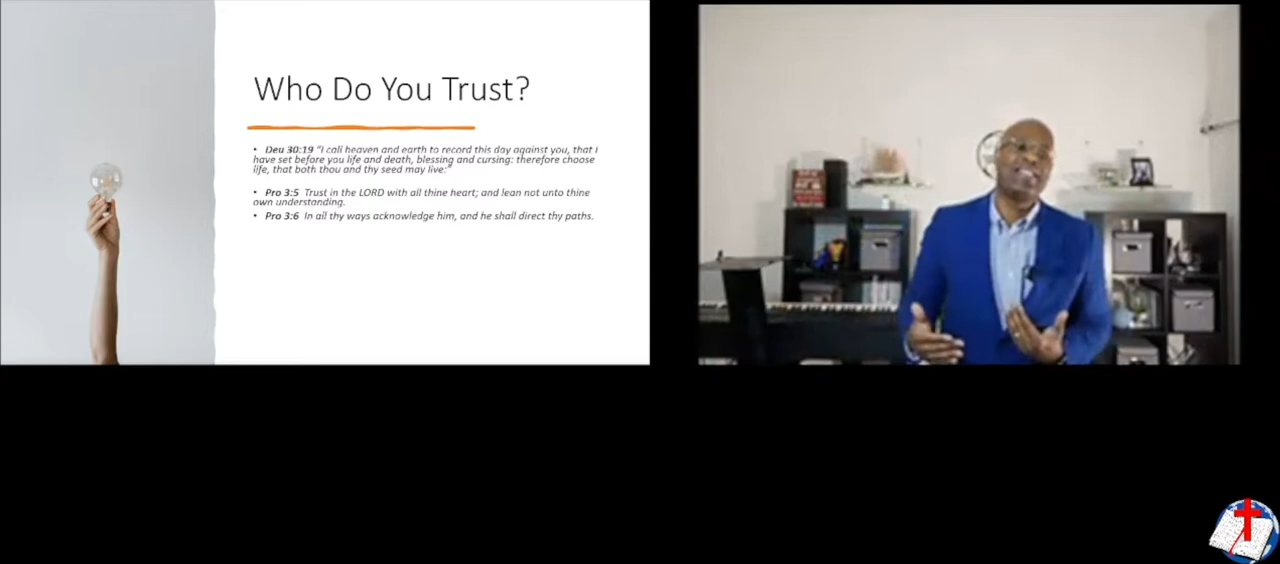 Who Do You Trust?
• Deu 30:19 "I call heaven and earth to record this day against you, that I
have set before you life and death, blessing and cursing: therefore choose
life, that both thou and thy seed may live:"
• Pro 3:5 Trust in the LORD with all thine heart; and lean not unto thine
own understanding.
• Pro 3:6 In all thy ways acknowledge him, and he shall direct thy paths.